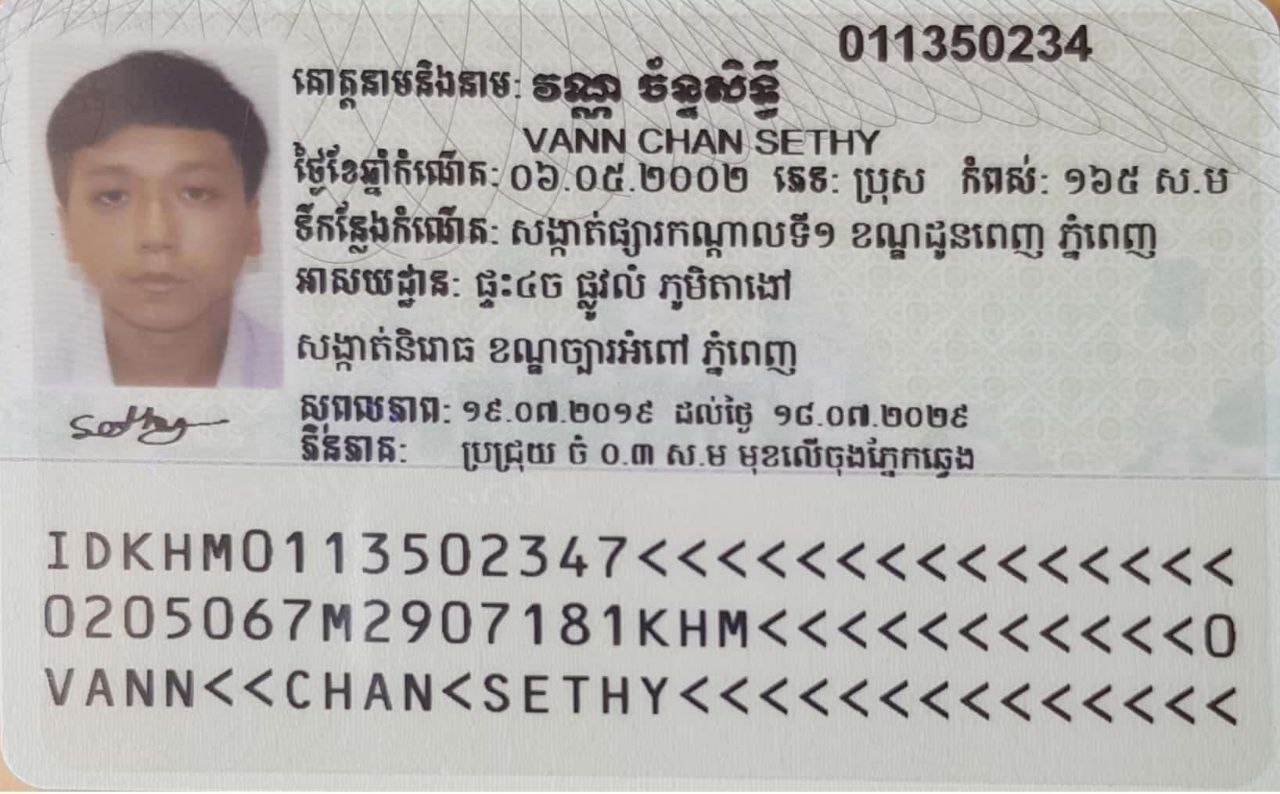 011350234
គោត្តនាមនិងនាម: វណ្ណ ច័ន្ទសិទ្ធី
VANN CHAN SETHY
ថ្ងៃខែឆ្នាំកំណើត: ០៦.០៥.២០០២ ភេទ: ប្រុស កំពស់: ១៦៥ ស.ម
ទីកន្លែងកំណើត: សង្កាត់ផ្សារកណ្តាលទី១ ខណ្ឌដូនពេញ ភ្នំពេញ
អាសយដ្ឋាន: ផ្ទះ៤ច ផ្លូវលំ ភូមិតាងៅ
សង្កាត់និរោធ ខណ្ឌច្បារអំពៅ ភ្នំពេញ
សុពលភាព: ១៩.០៧.២០១៩ ដល់ថ្ងៃ ១៨.០៧.២០២៩
ភិនភាគ: ប្រជ្រុយ ចំ ០.៣ ស.ម មុខលើចុងភ្នែកឆ្វេង
Sethy
IDKHM0113502347<<<<<<<<<<<<<<<
0205067M2907181KHM<<<<<<<<<<<0
VANN<<CHAN<SETHY<<<<<<<<<<<<<<